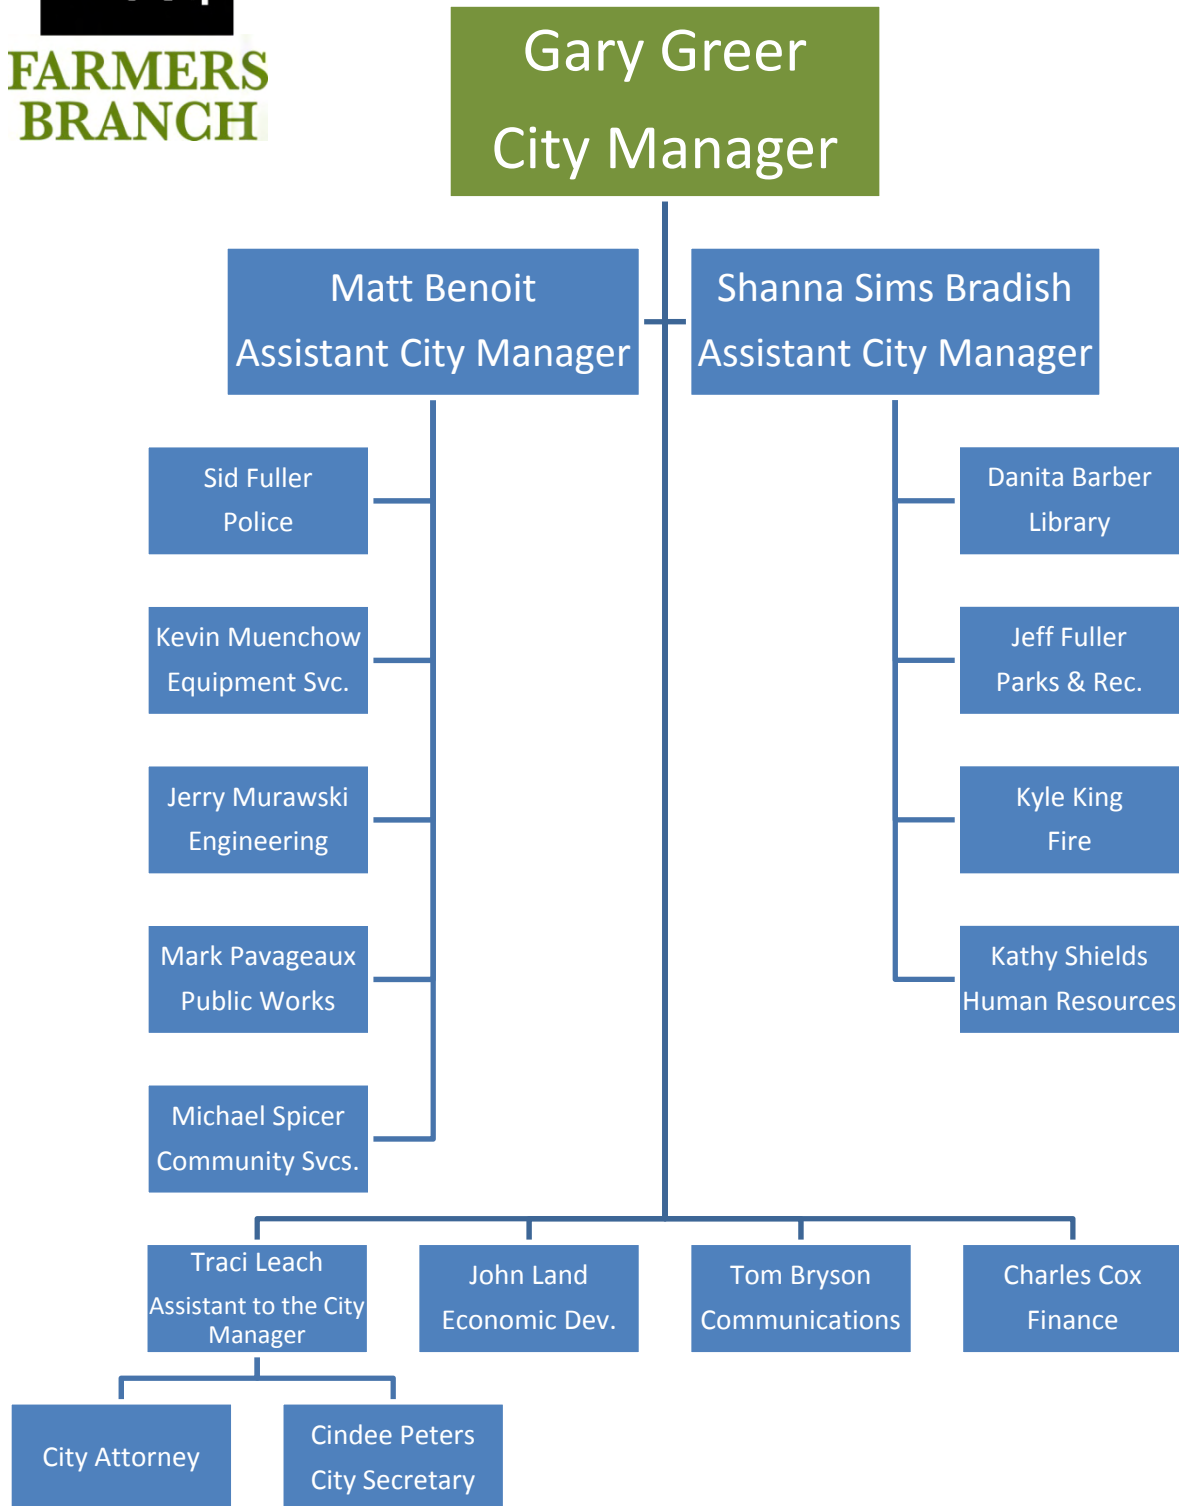 FARMERS
BRANCH
Gary Greer
City Manager
Matt Benoit
Assistant City Manager
Shanna Sims Bradish
Assistant City Manager
Sid Fuller
Police
Danita Barber
Library
Kevin Muenchow
Equipment Svc.
Jeff Fuller
Parks & Rec.
Jerry Murawski
Engineering
Kyle King
Fire
Mark Pavageaux
Public Works
Kathy Shields
Human Resources
Michael Spicer
Community Svcs.
Traci Leach
Assistant to the City
Manager
John Land
Economic Dev.
Tom Bryson
Communications
Charles Cox
Finance
City Attorney
Cindee Peters
City Secretary